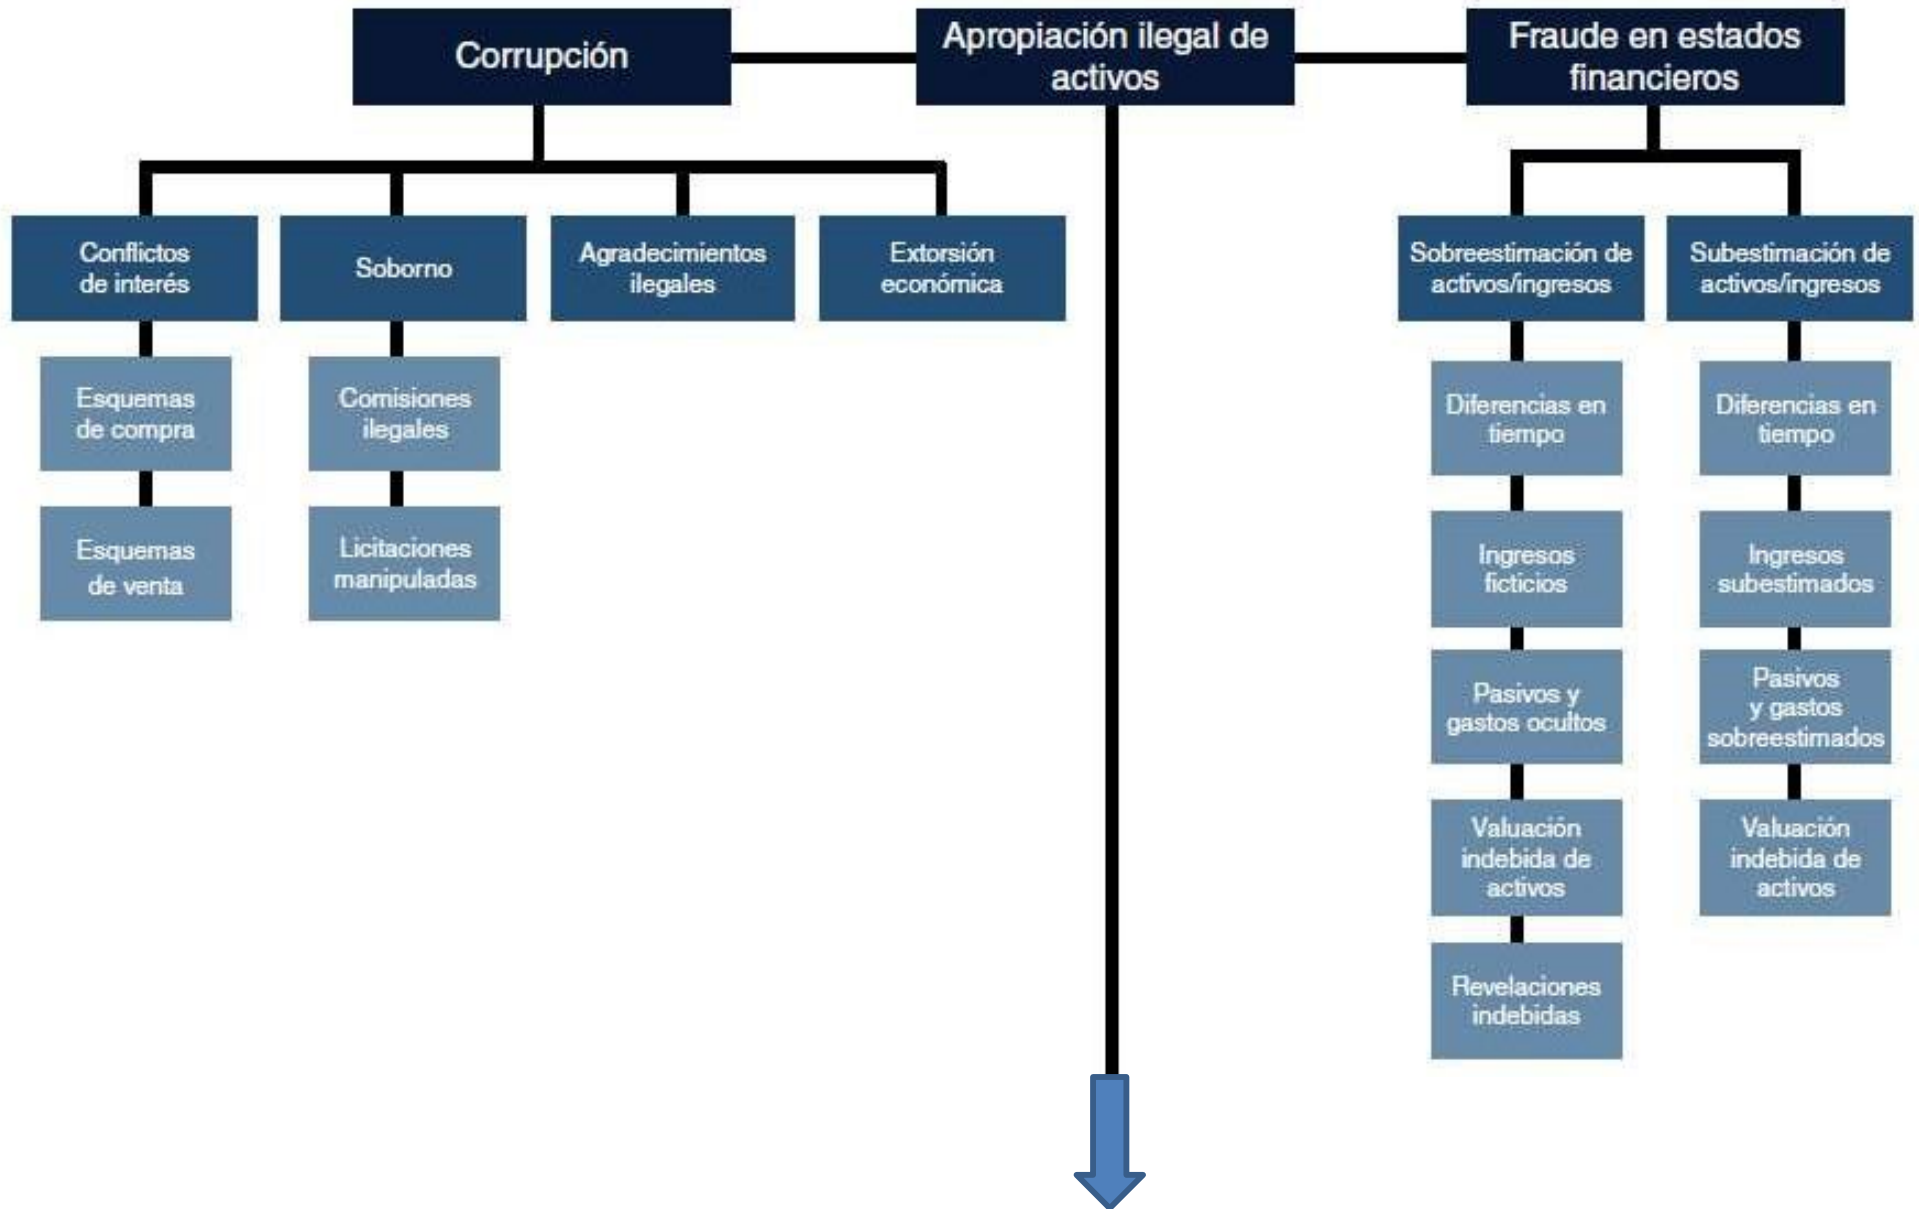 Corrupción
Apropiación ilegal de
activos
Fraude en estados
financieros
Conflictos
de interés
Soborno
Agradecimientos
ilegales
Extorsión
económica
Sobreestimación de
activos/ingresos
Subestimación de
activos/ingresos
Esquemas
de compra
Esquemas
de venta
Comisiones
ilegales
Licitaciones
manipuladas
Diferencias en
tiempo
Ingresos
ficticios
Pasivos y
gastos ocultos
Valuación
indebida de
activos
Revelaciones
indebidas
Diferencias en
tiempo
Ingresos
subestimados
Pasivos
y gastos
sobreestimados
Valuación
indebida de
activos